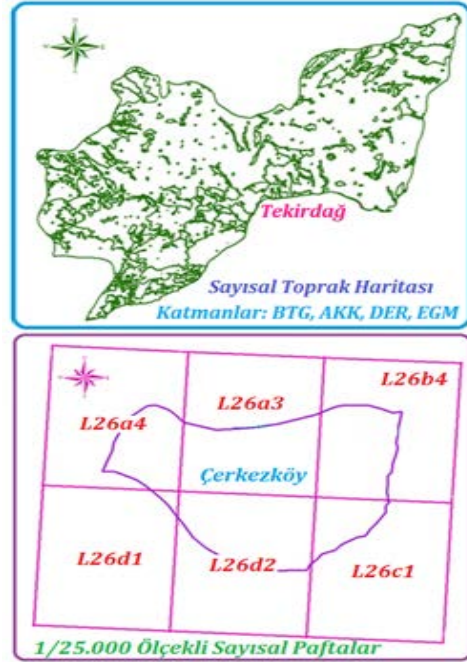 Tekirdağ
Sayısal Toprak Haritası
Katmanlar: BTG, AKK, DER, EGM
L26b4
L26a3
L26a4
Çerkezköy
L26d1
L26d2
L26c1
1/25.000 Ölçekli Sayısal Paftalar